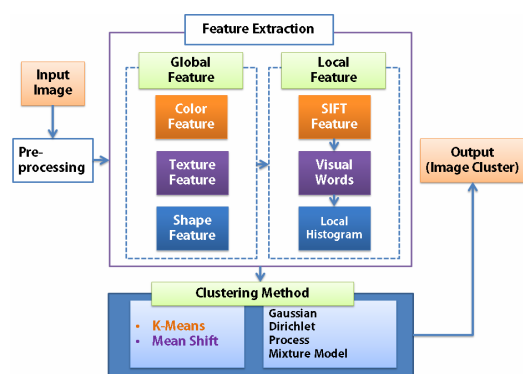 Feature Extraction
Input
Image
Pre-
processing
Global
Feature
Color
Feature
Texture
Feature
Shape
Feature
Local
Feature
SIFT
Feature
Visual
Words
Local
Histogram
Output
(Image Cluster)
Clustering Method
• K-Means
• Mean Shift
Gaussian
Dirichlet
Process
Mixture Model